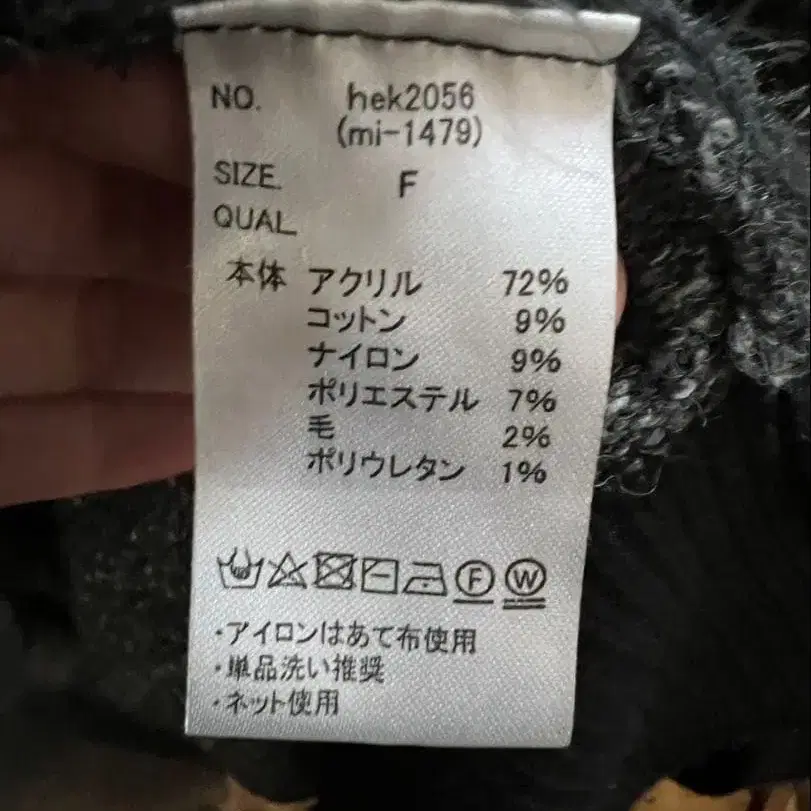 NO. hek2056
(mi-1479)
SIZE. F
QUAL
本体 アクリル 72%
コットン 9%
ナイロン 9%
ポリエステル 7%
毛 2%
ポリウレタン 1%
F W
・アイロンはあて布使用
・単品洗い推奨
・ネット使用